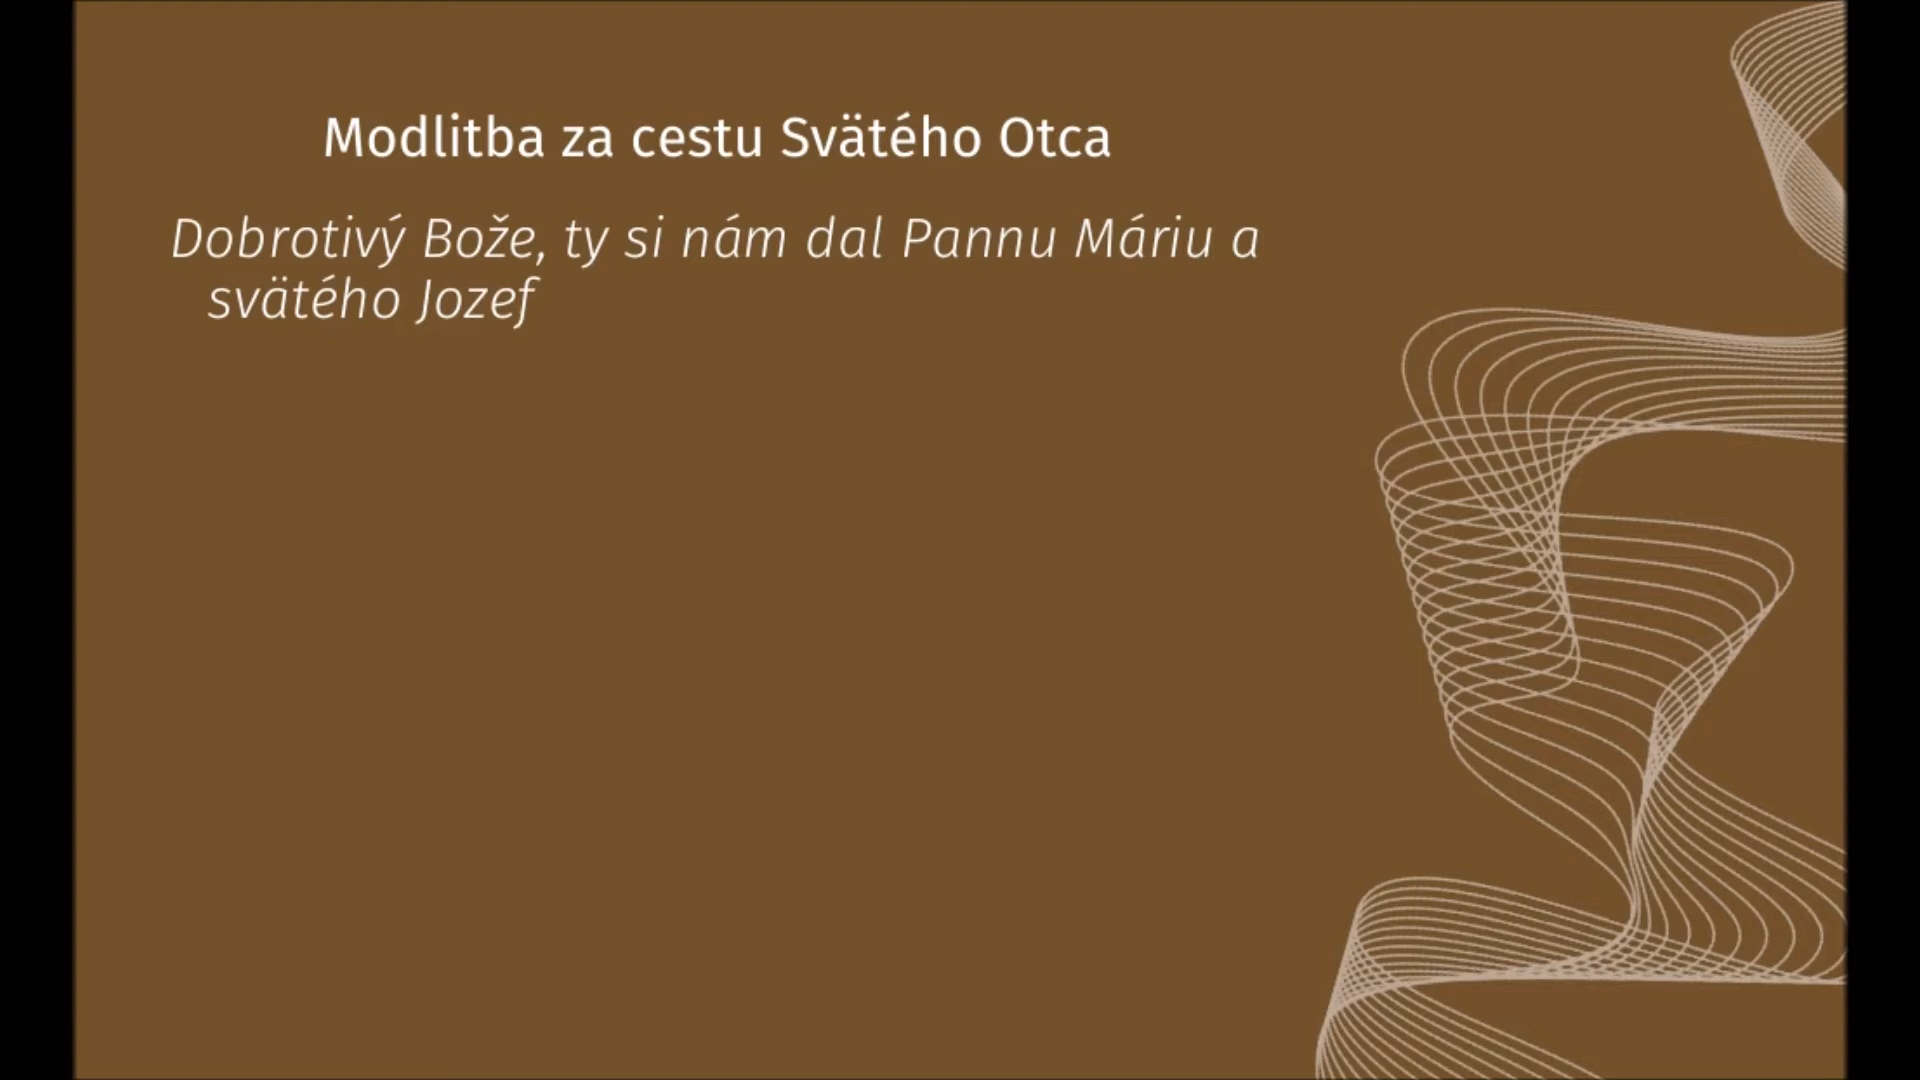 Modlitba za cestu Svätého Otca
Dobrotivý Bože, ty si nám dal Pannu Máriu a
svätého Jozef